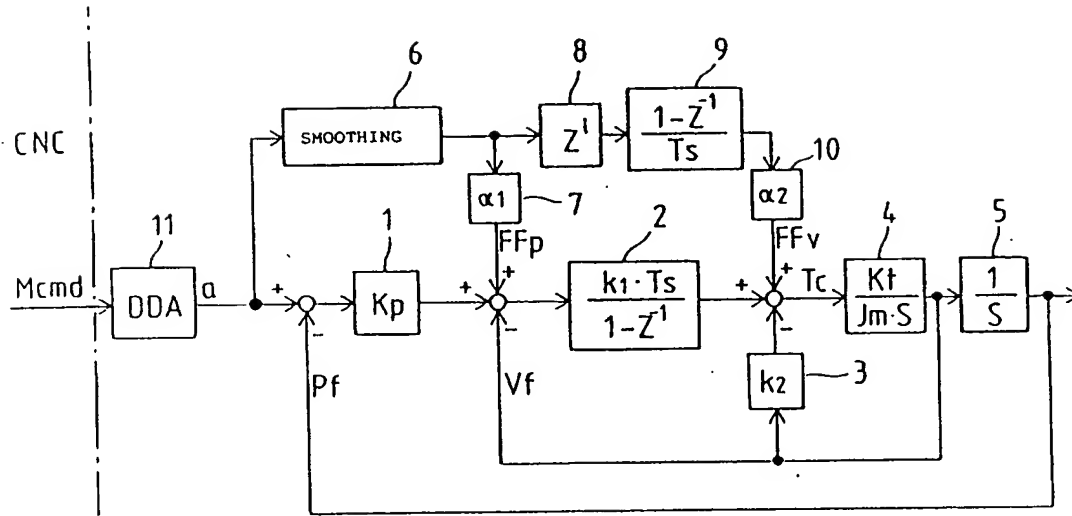 6
8
9
CNC
SMOOTHING
Z^l
1-Z^-1
Ts
10
α1
7
α2
11
1
FFp
2
FFv
4
5
Mcmd
DDA
a
+
-
Kp
+
+
-
k1·Ts
1-Z^-1
+
+
-
Tc
Kt
Jm·S
1
S
Pf
Vf
k2
3